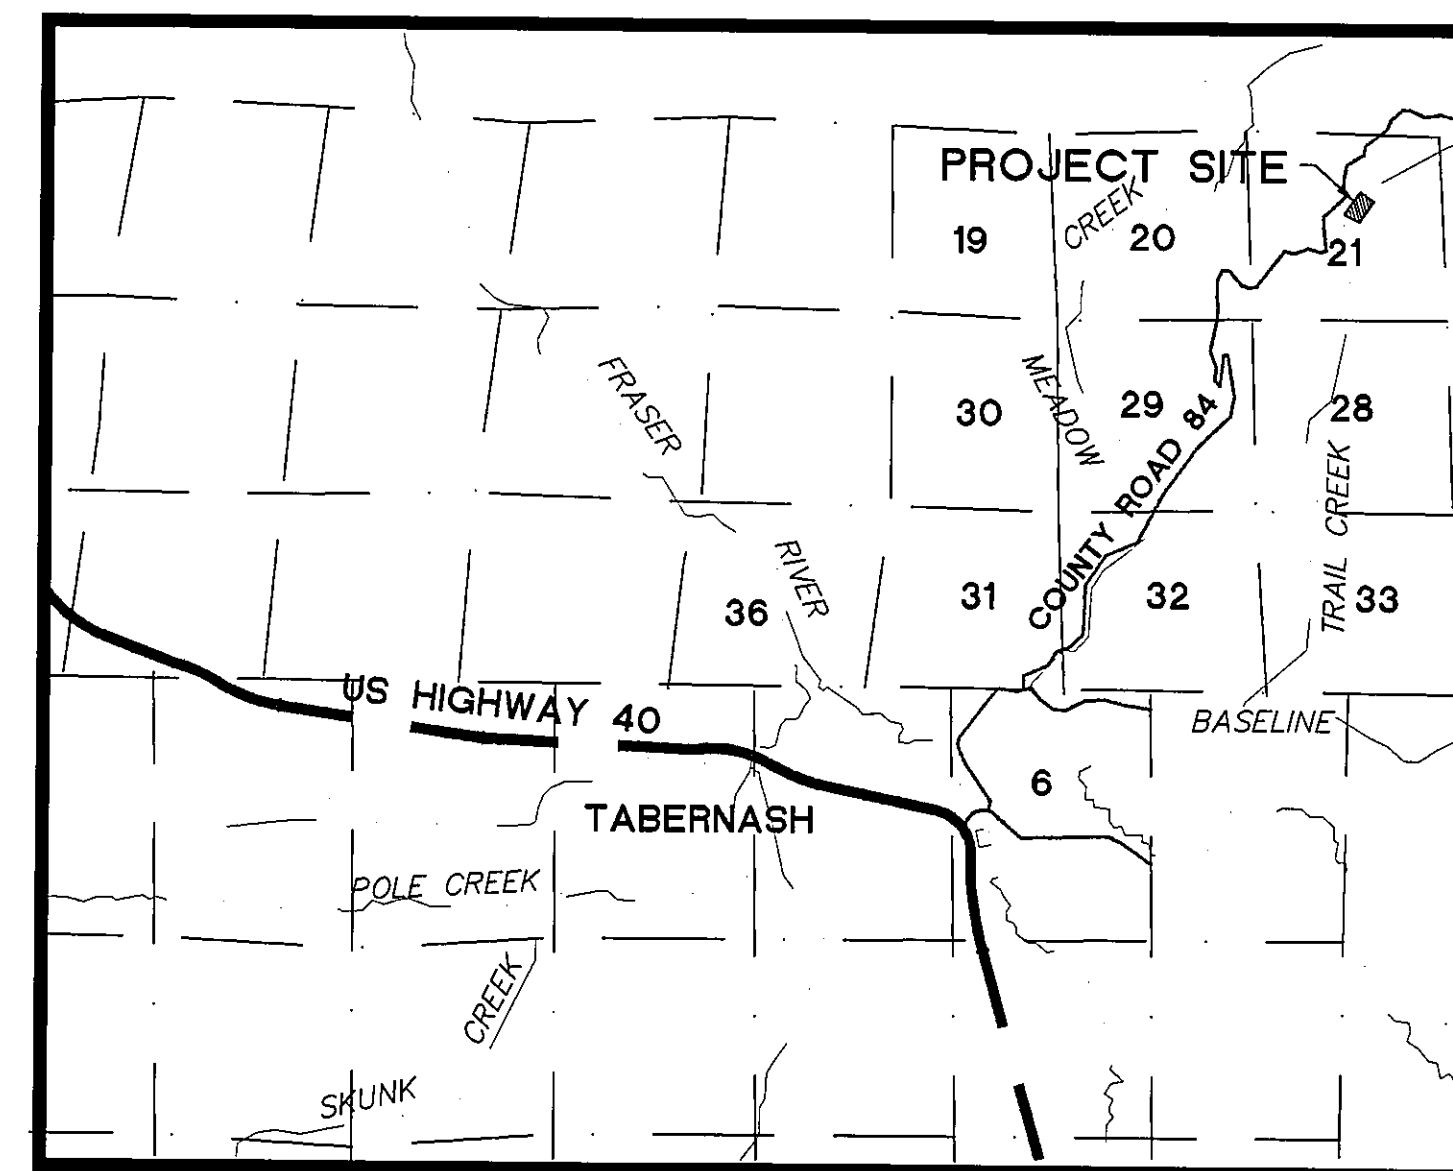 PROJECT SITE
CREEK
19
20
21
FRASER
MEADOW
30
29
28
COUNTY ROAD 84
TRAIL CREEK
RIVER
36
31
32
33
US HIGHWAY 40
BASELINE
6
TABERNASH
POLE CREEK
CREEK
SKUNK